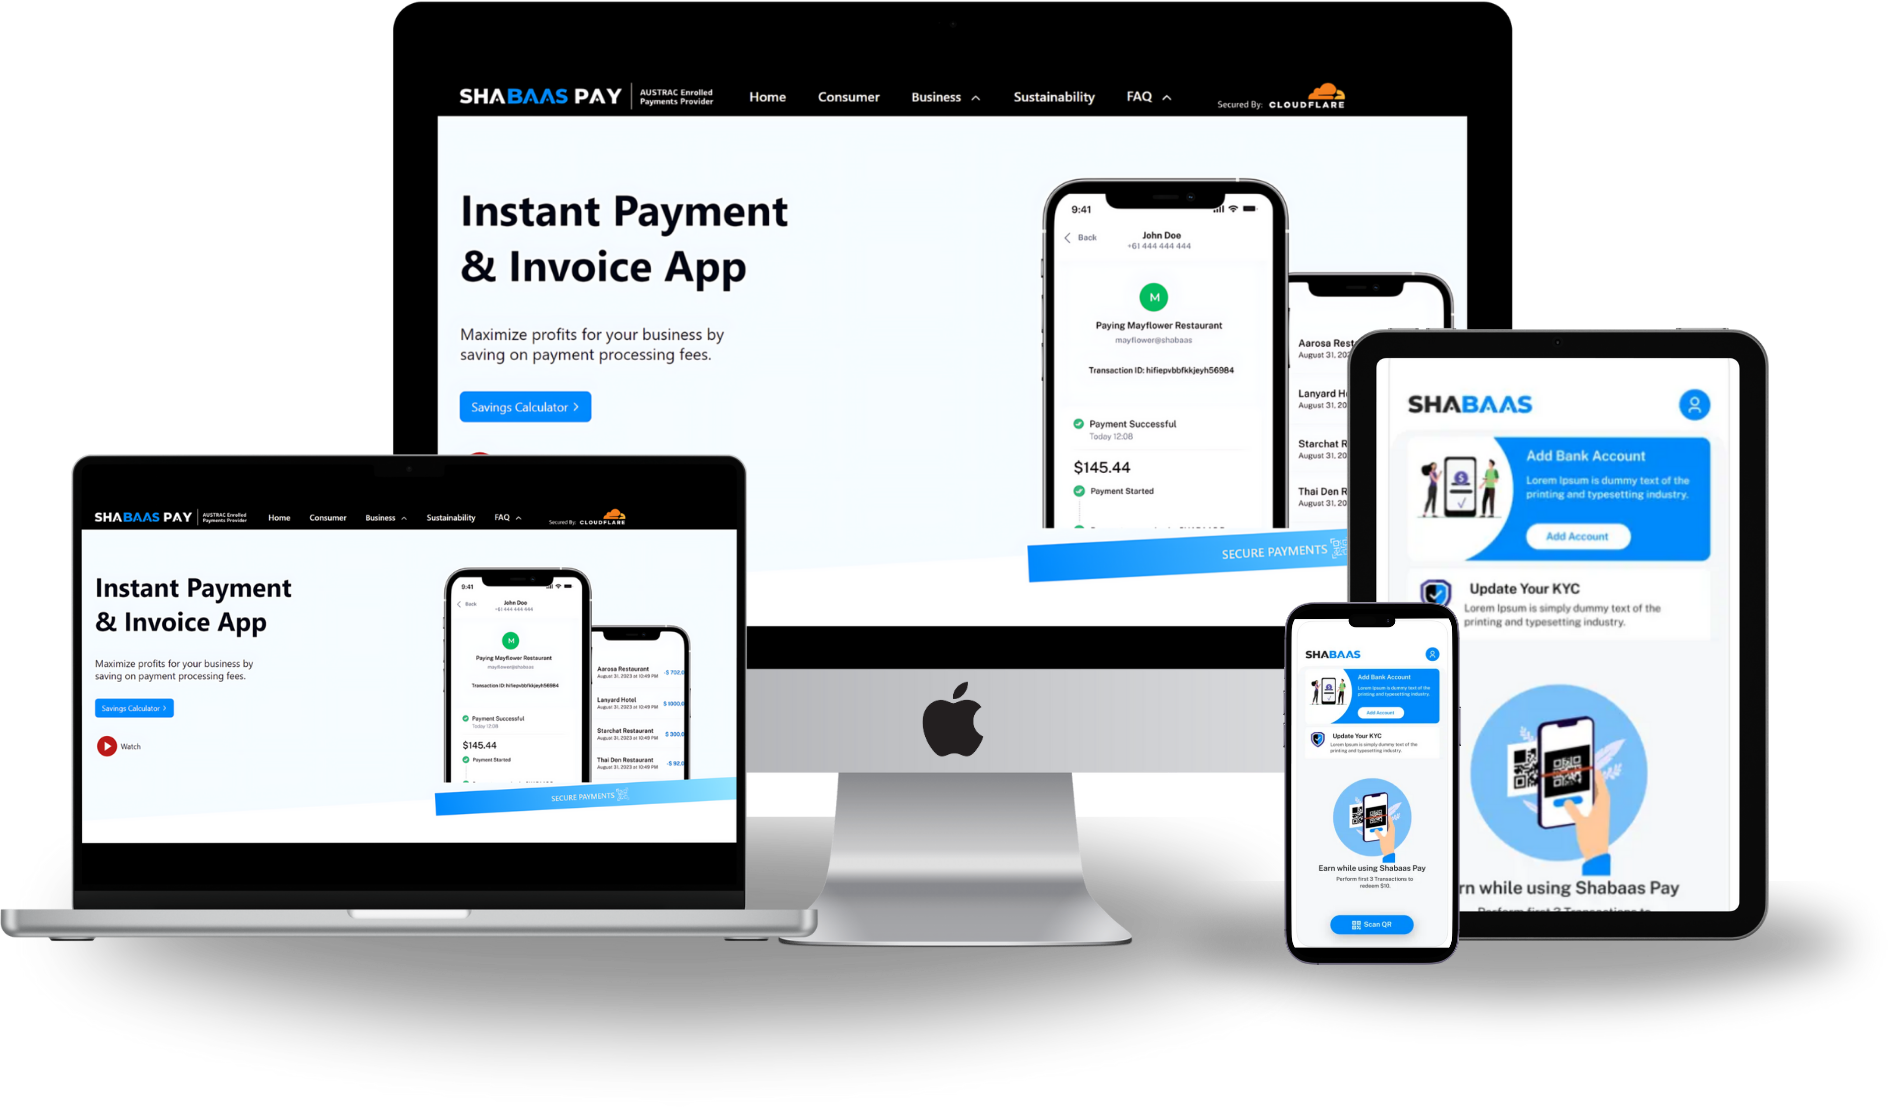 SHABAAS PAY
AUSTRAC Enrolled
Payments Provider
Home
Consumer
Business
Sustainability
FAQ
Secured By: CLOUDFLARE
Instant Payment
& Invoice App
Maximize profits for your business by
saving on payment processing fees.
Savings Calculator >
9:41
Back
John Doe
+61 444 444 444
M
Paying Mayflower Restaurant
mayflower@shabaas
Transaction ID: hifiepvbbfkkjeyh56984
Payment Successful
Today 12:08
$145.44
Payment Started
Aarosa Rest
August 31, 20
Lanyard H
August 31, 20
Starchat R
August 31, 20
Thai Den R
August 31, 20
SECURE PAYMENTS
SHABAAS PAY
AUSTRAC Enrolled
Payments Provider
Home
Consumer
Business
Sustainability
FAQ
Secured By: CLOUDFLARE
Instant Payment
& Invoice App
Maximize profits for your business by
saving on payment processing fees.
Savings Calculator >
Watch
9:41
Back
John Doe
+61 444 444 444
M
Paying Mayflower Restaurant
mayflower@shabaas
Transaction ID: hifiepvbbfkkjeyh56984
Payment Successful
Today 12:08
$145.44
Payment Started
Aarosa Restaurant
August 31, 2023 at 10:49 PM
-$ 702.0
Lanyard Hotel
August 31, 2023 at 10:49 PM
$ 1000.0
Starchat Restaurant
August 31, 2023 at 10:49 PM
$ 300.0
Thai Den Restaurant
August 31, 2023 at 10:49 PM
-$ 92.0
SECURE PAYMENTS
SHABAAS
Add Bank Account
Lorem Ipsum is dummy text of the
printing and typesetting industry.
Add Account
Update Your KYC
Lorem Ipsum is simply dummy text of the
printing and typesetting industry.
rn while using Shabaas Pay
SHABAAS
Add Bank Account
Lorem Ipsum is dummy text of the
printing and typesetting industry.
Add Account
Update Your KYC
Lorem Ipsum is simply dummy text of the
printing and typesetting industry.
Earn while using Shabaas Pay
Perform first 3 Transactions to
redeem $10.
Scan QR